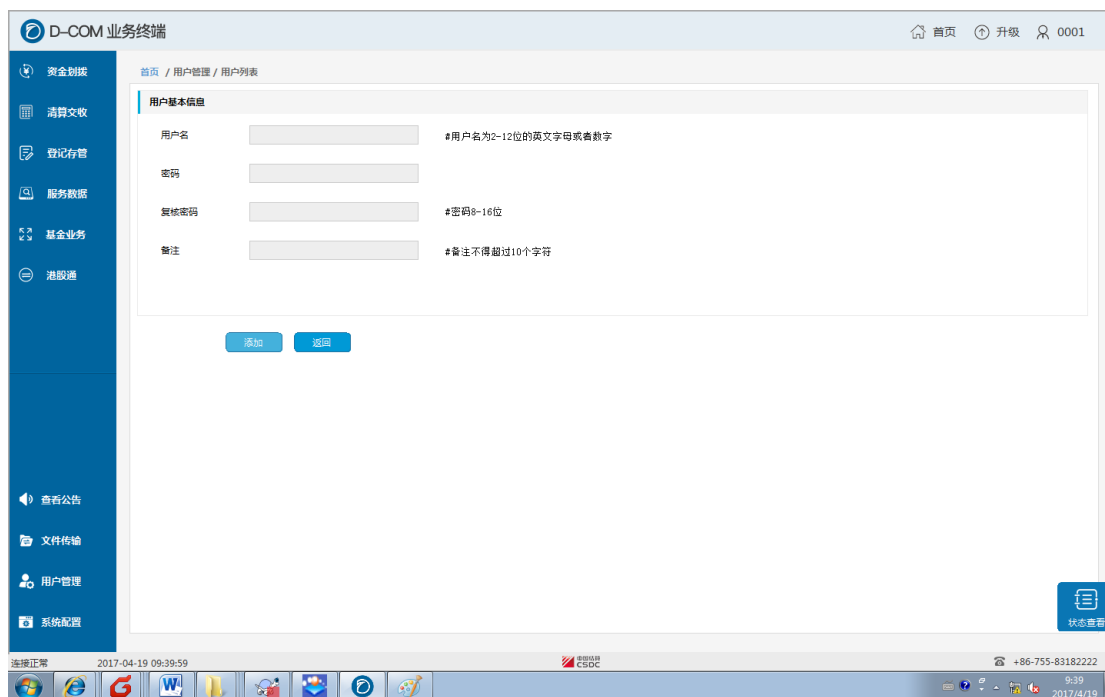 D-COM 业务终端
首页 升级 0001
资金划拨
清算交收
登记存管
服务数据
基金业务
港股通
查看公告
文件传输
用户管理
系统配置
首页 / 用户管理 / 用户列表
用户基本信息
用户名 #用户名为2-12位的英文字母或者数字
密码
复核密码 #密码8-16位
备注 #备注不得超过10个字符
添加 返回
状态查看
连接正常 2017-04-19 09:39:59 中国结算 CSDC +86-755-83182222
9:39
2017/4/19